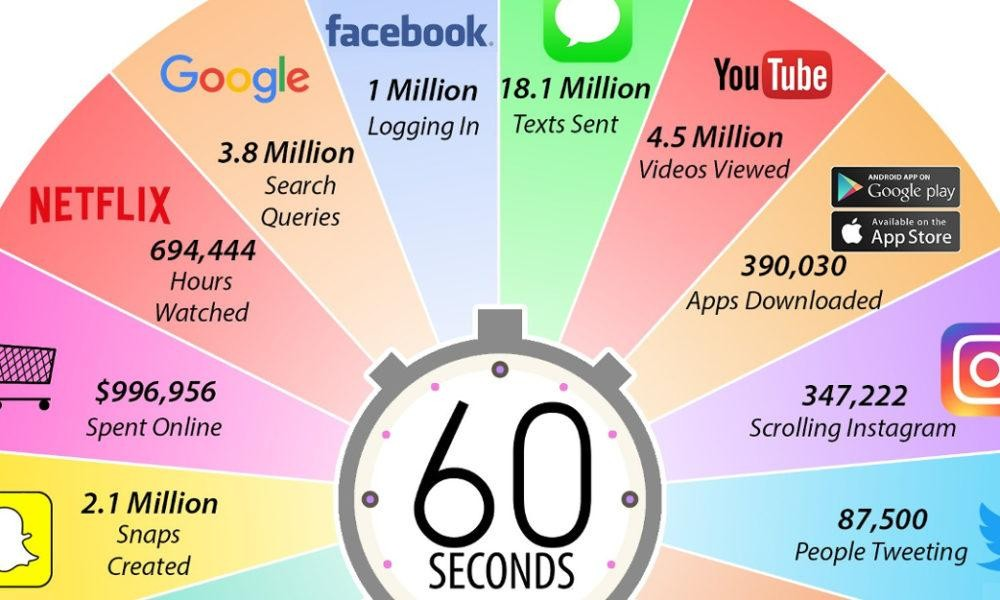 facebook
1 Million
Logging In
18.1 Million
Texts Sent
YouTube
4.5 Million
Videos Viewed
ANDROID APP ON
Google play
Available on the
App Store
390,030
Apps Downloaded
347,222
Scrolling Instagram
87,500
People Tweeting
60
SECONDS
2.1 Million
Snaps
Created
$996,956
Spent Online
NETFLIX
694,444
Hours
Watched
Google
3.8 Million
Search
Queries